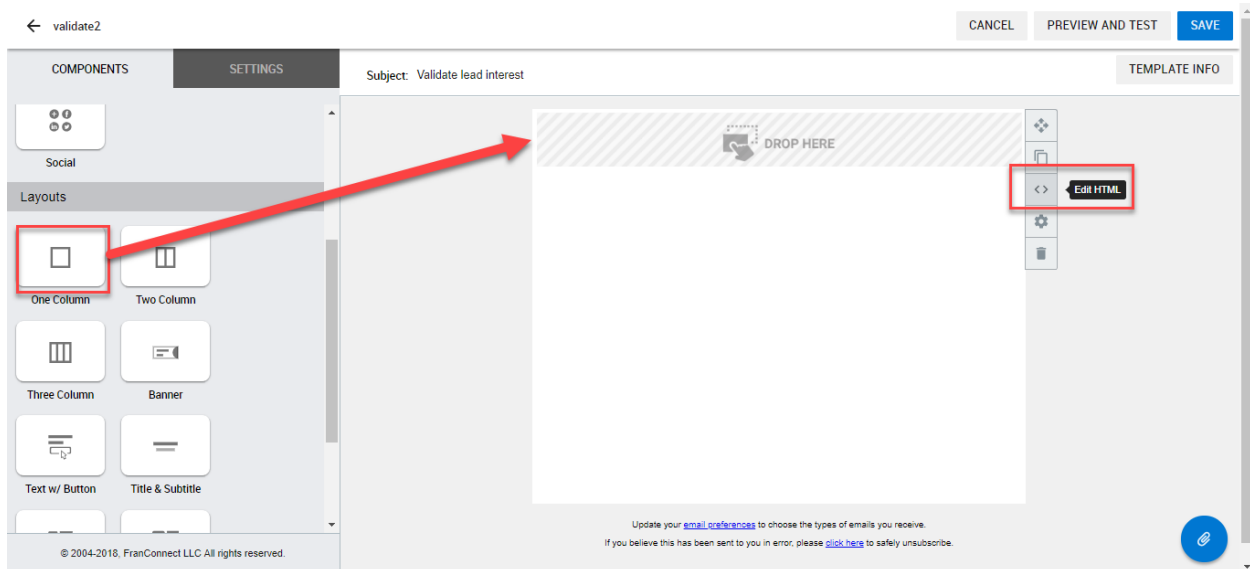 validate2
CANCEL
PREVIEW AND TEST
SAVE
COMPONENTS
SETTINGS
Subject: Validate lead interest
TEMPLATE INFO
Social
DROP HERE
Layouts
Edit HTML
One Column
Two Column
Three Column
Banner
Text w/ Button
Title & Subtitle
Update your email preferences to choose the types of emails you receive.
If you believe this has been sent to you in error, please click here to safely unsubscribe.
© 2004-2018, FranConnect LLC All rights reserved.